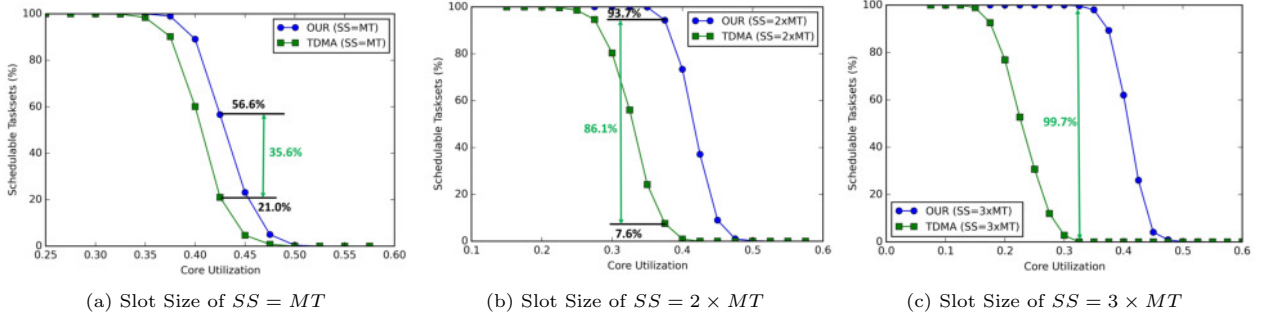 100
80
60
40
20
0
Schedulable Tasksets (%)
OUR (SS=MT)
TDMA (SS=MT)
56.6%
35.6%
21.0%
0.25 0.30 0.35 0.40 0.45 0.50 0.55 0.60
Core Utilization
(a) Slot Size of SS = MT
100
80
60
40
20
0
Schedulable Tasksets (%)
93.7%
OUR (SS=2xMT)
TDMA (SS=2xMT)
86.1%
7.6%
0.1 0.2 0.3 0.4 0.5 0.6
Core Utilization
(b) Slot Size of SS = 2 × MT
100
80
60
40
20
0
Schedulable Tasksets (%)
99.7%
OUR (SS=3xMT)
TDMA (SS=3xMT)
0.0 0.1 0.2 0.3 0.4 0.5 0.6
Core Utilization
(c) Slot Size of SS = 3 × MT